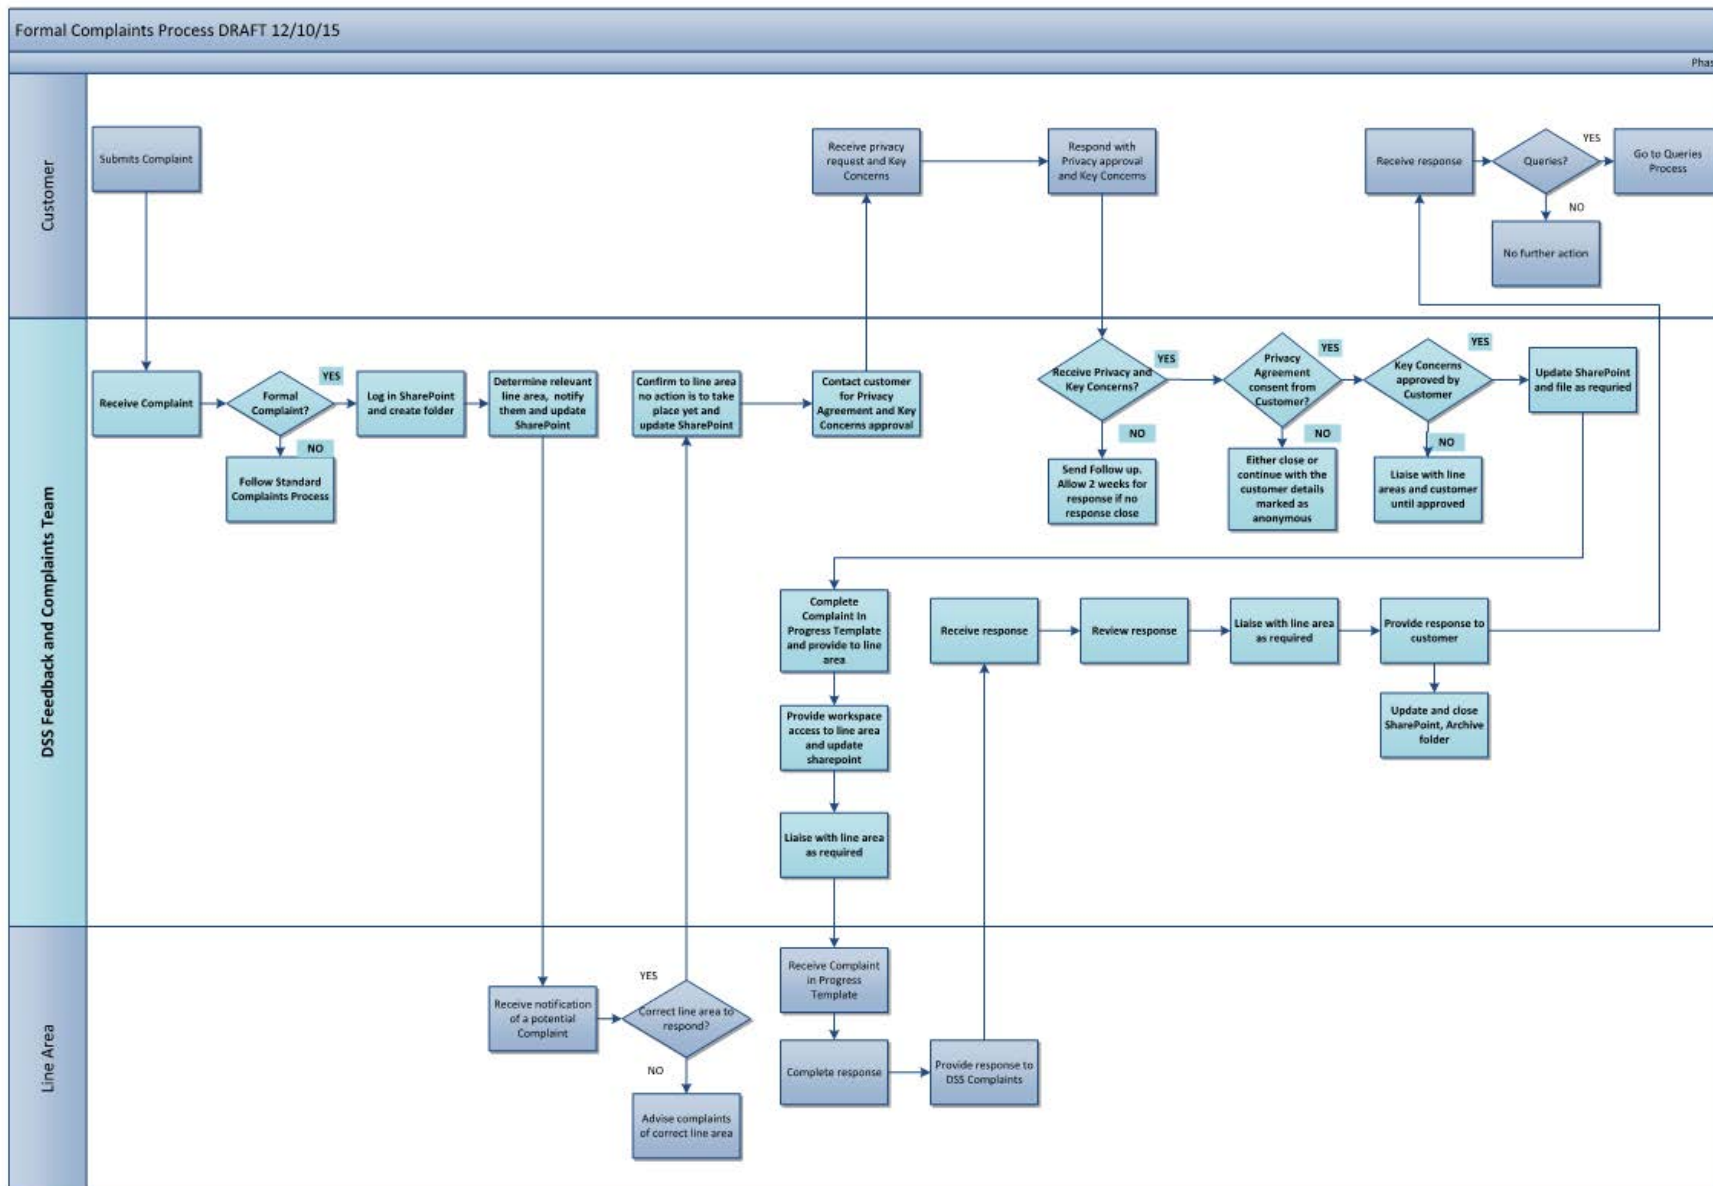 Formal Complaints Process DRAFT 12/10/15
Phas
Customer
Submits Complaint
Receive privacy
request and Key
Concerns
Respond with
Privacy approval
and Key Concerns
Receive response
Queries?
YES
Go to Queries
Process
NO
No further action
DSS Feedback and Complaints Team
Receive Complaint
Formal
Complaint?
YES
NO
Follow Standard
Complaints Process
Log in SharePoint
and create folder
Determine relevant
line area, notify
them and update
SharePoint
Confirm to line area
no action is to take
place yet and
update SharePoint
Contact customer
for Privacy
Agreement and Key
Concerns approval
Receive Privacy and
Key Concerns?
YES
NO
Send Follow up.
Allow 2 weeks for
response if no
response close
Privacy
Agreement
consent from
Customer?
YES
NO
Either close or
continue with the
customer details
marked as
anonymous
Key Concerns
approved by
Customer
YES
NO
Liaise with line
areas and customer
until approved
Update SharePoint
and file as requried
Complete
Complaint In
Progress Template
and provide to line
area
Provide workspace
access to line area
and update
sharepoint
Liaise with line area
as required
Receive response
Review response
Liaise with line area
as required
Provide response to
customer
Update and close
SharePoint, Archive
folder
Line Area
Receive notification
of a potential
Complaint
Correct line area to
respond?
YES
NO
Advise complaints
of correct line area
Receive Complaint
in Progress
Template
Complete response
Provide response to
DSS Complaints